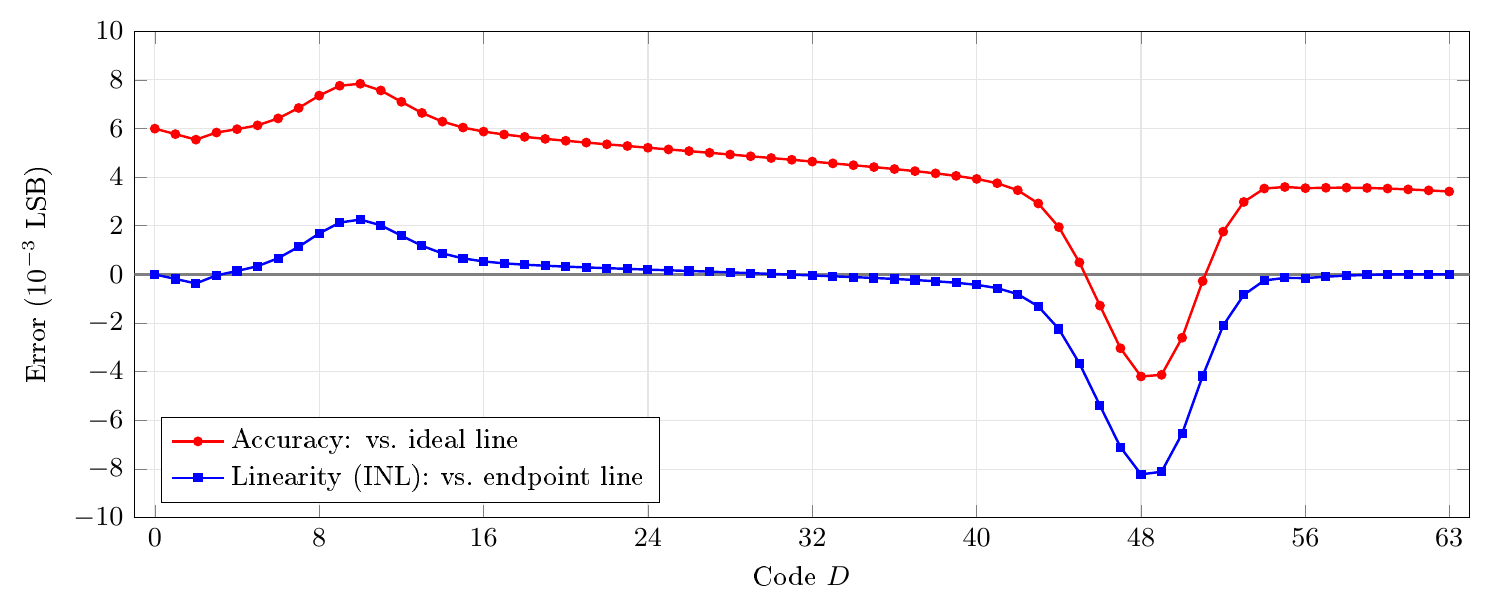 10
8
6
4
2
0
−2
−4
−6
−8
−10
Error (10⁻³ LSB)
Accuracy: vs. ideal line
Linearity (INL): vs. endpoint line
0 8 16 24 32 40 48 56 63
Code D